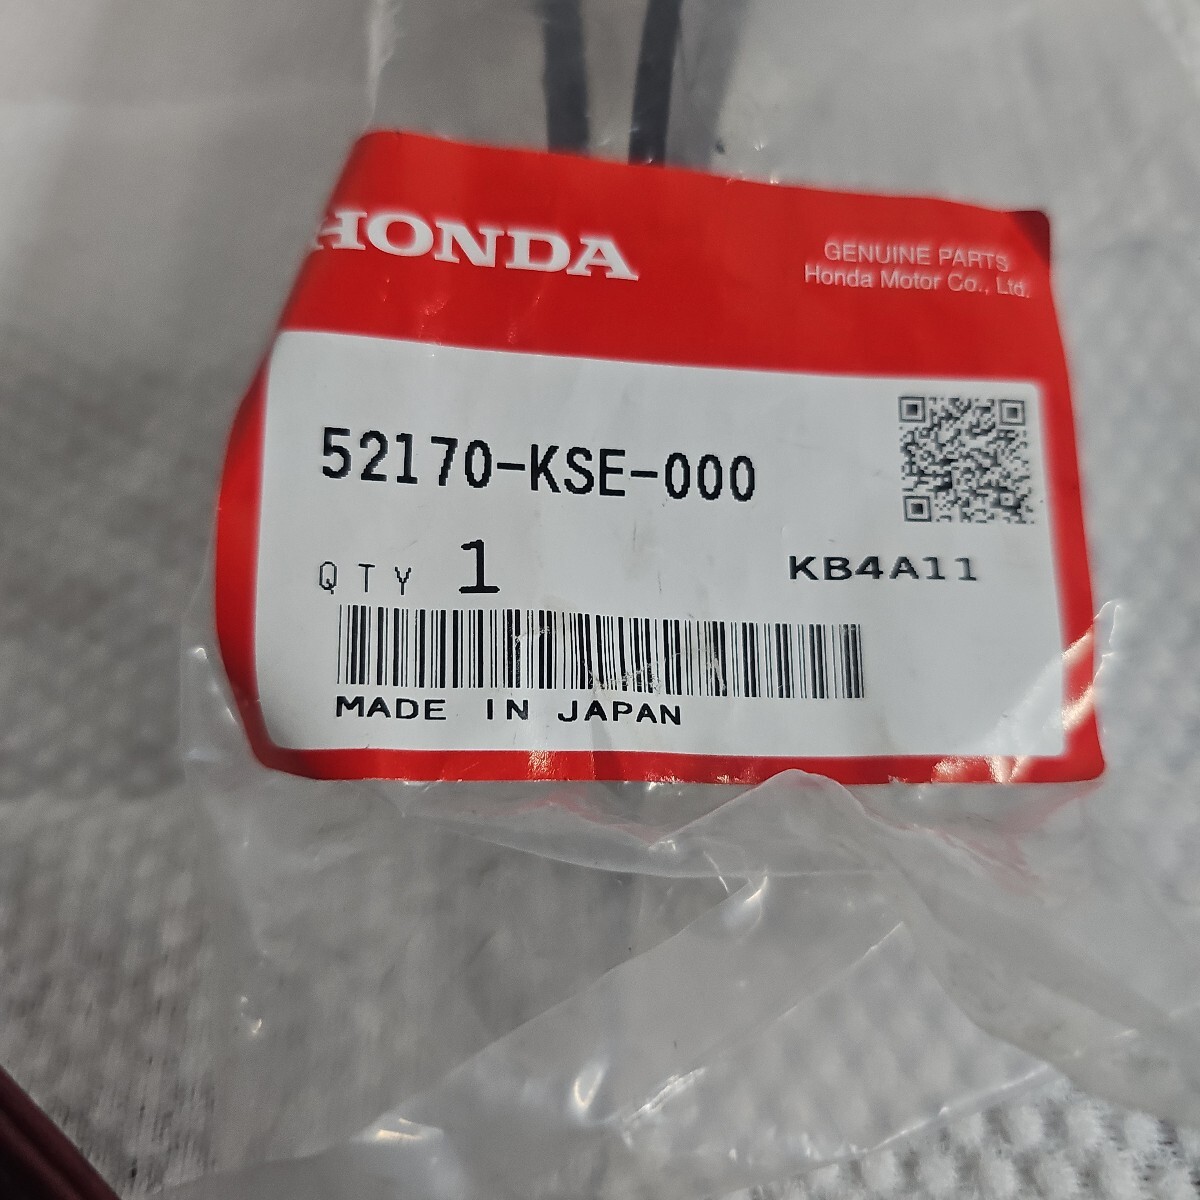 HONDA
GENUINE PARTS
Honda Motor Co., Ltd.
52170-KSE-000
QTY 1
KB4A11
MADE IN JAPAN